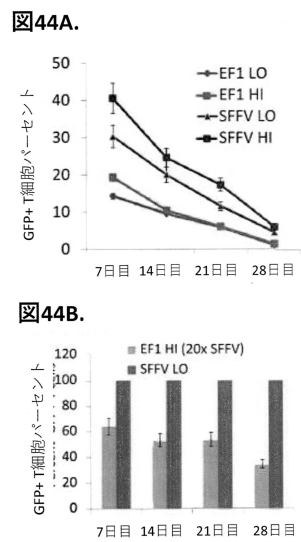 図44A.
GFP+ T細胞パーセント
50
40
30
20
10
0
EF1 LO
EF1 HI
SFFV LO
SFFV HI
7日目 14日目 21日目 28日目
図44B.
GFP+ T細胞パーセント
120
100
80
60
40
20
0
EF1 HI (20x SFFV)
SFFV LO
7日目 14日目 21日目 28日目